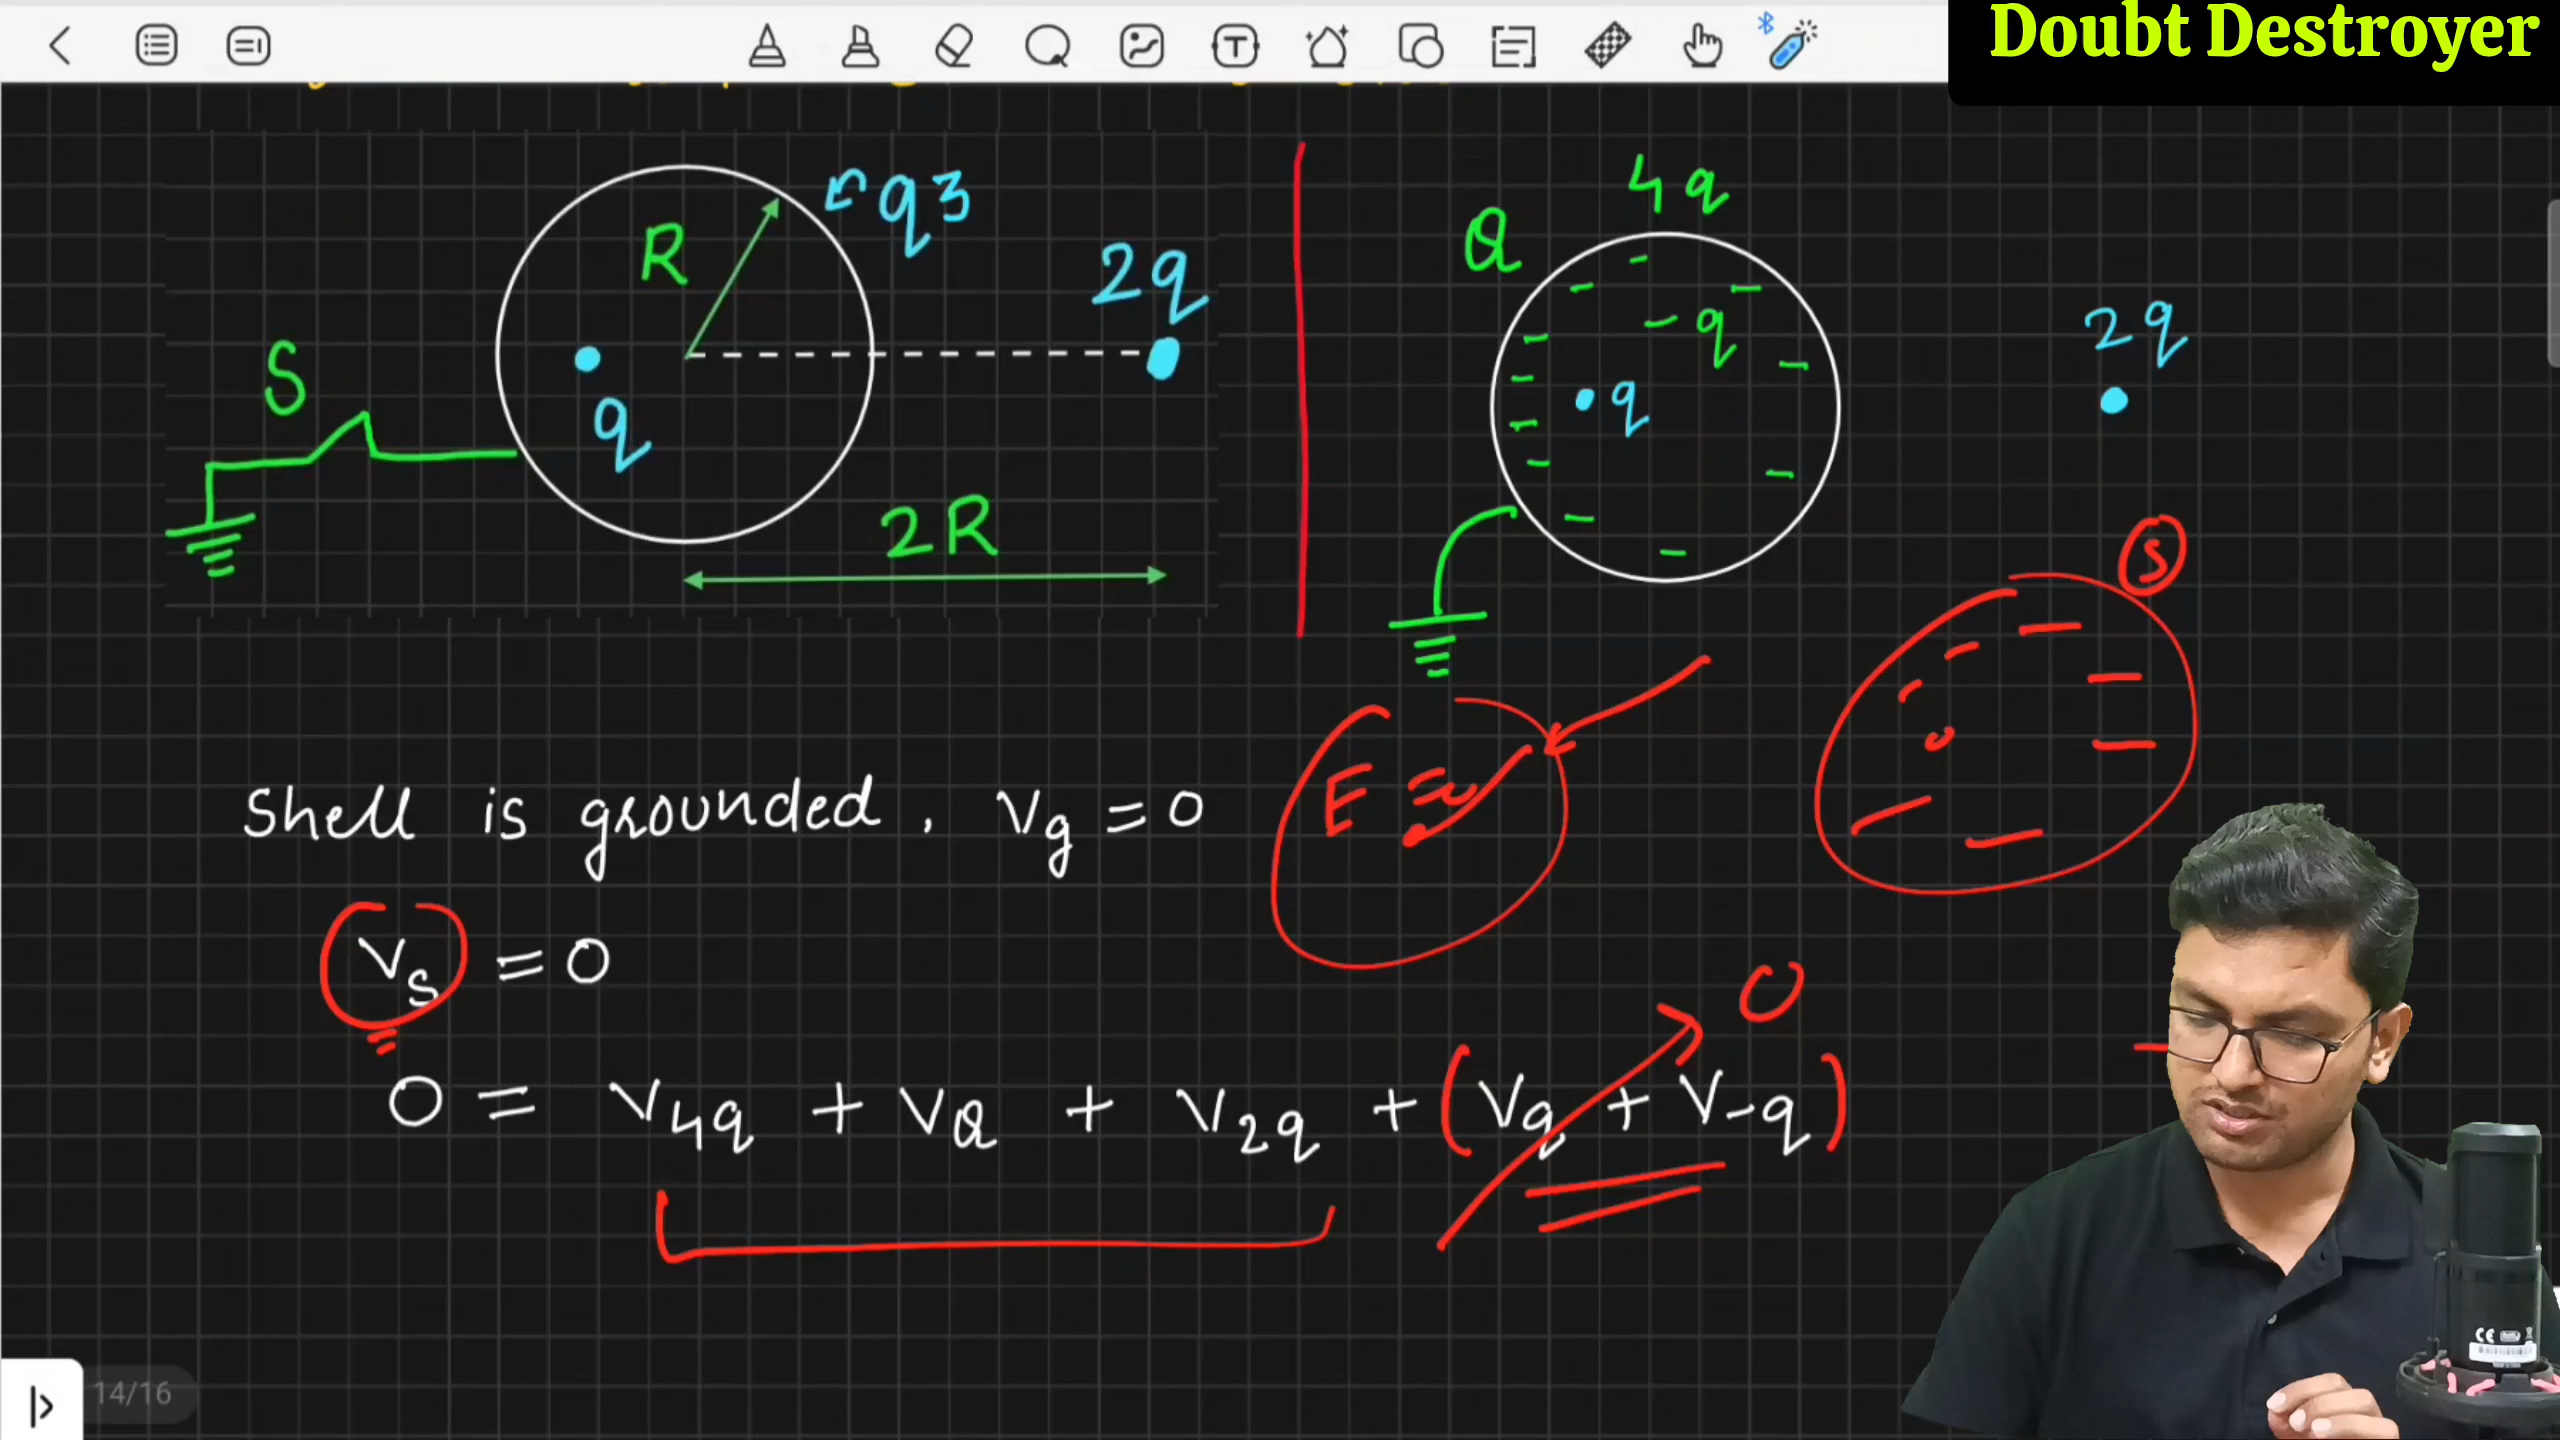 Doubt Destroyer
q3
R
2q
S
q
2R
4q
Q
-q
q
2q
S
Shell is grounded. Vg = 0
E
Vs = 0
0
0 = V4q + VQ + V2q + (Vq + V-q)
14/16